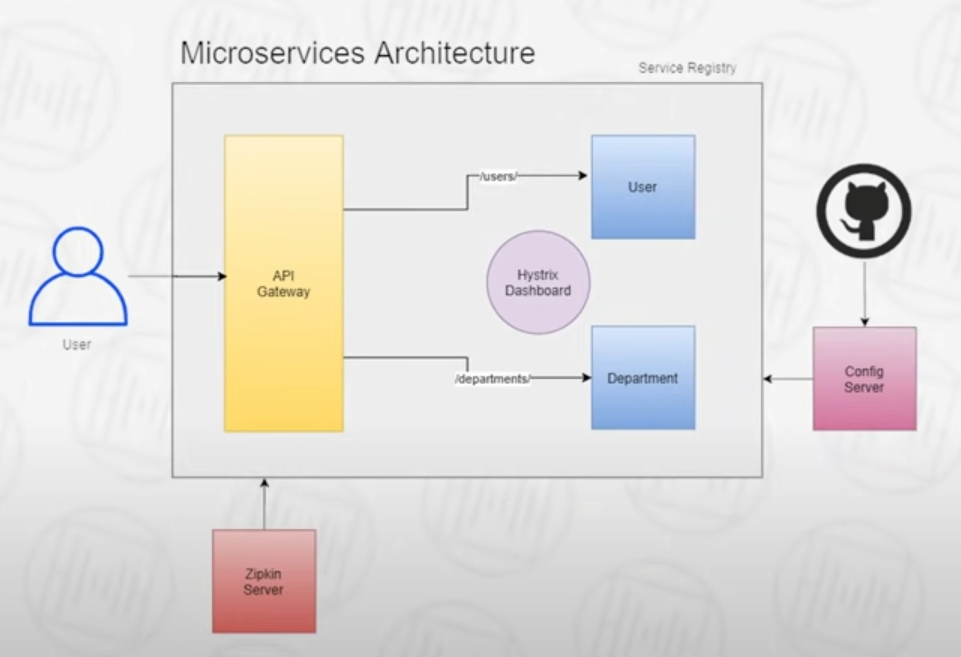 Microservices Architecture
Service Registry
/users/
User
API
Gateway
Hystrix
Dashboard
User
/departments/
Department
Config
Server
Zipkin
Server